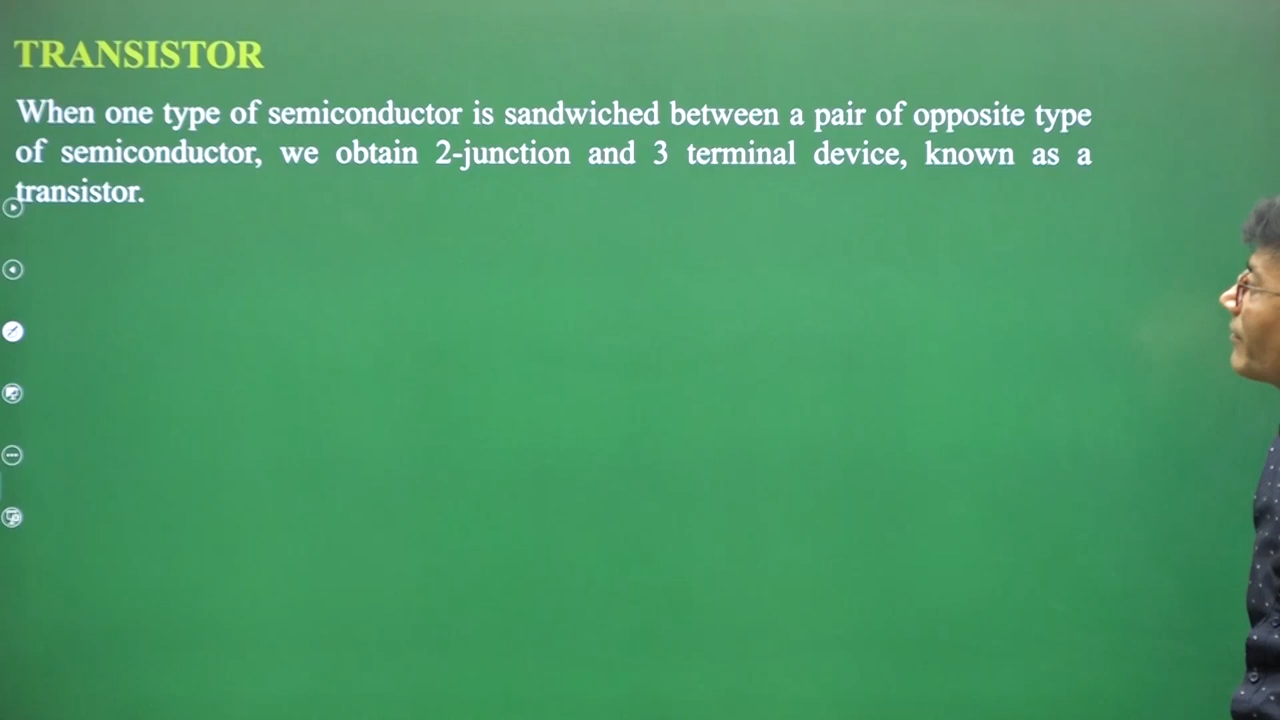 TRANSISTOR
When one type of semiconductor is sandwiched between a pair of opposite type
of semiconductor, we obtain 2-junction and 3 terminal device, known as a
transistor.